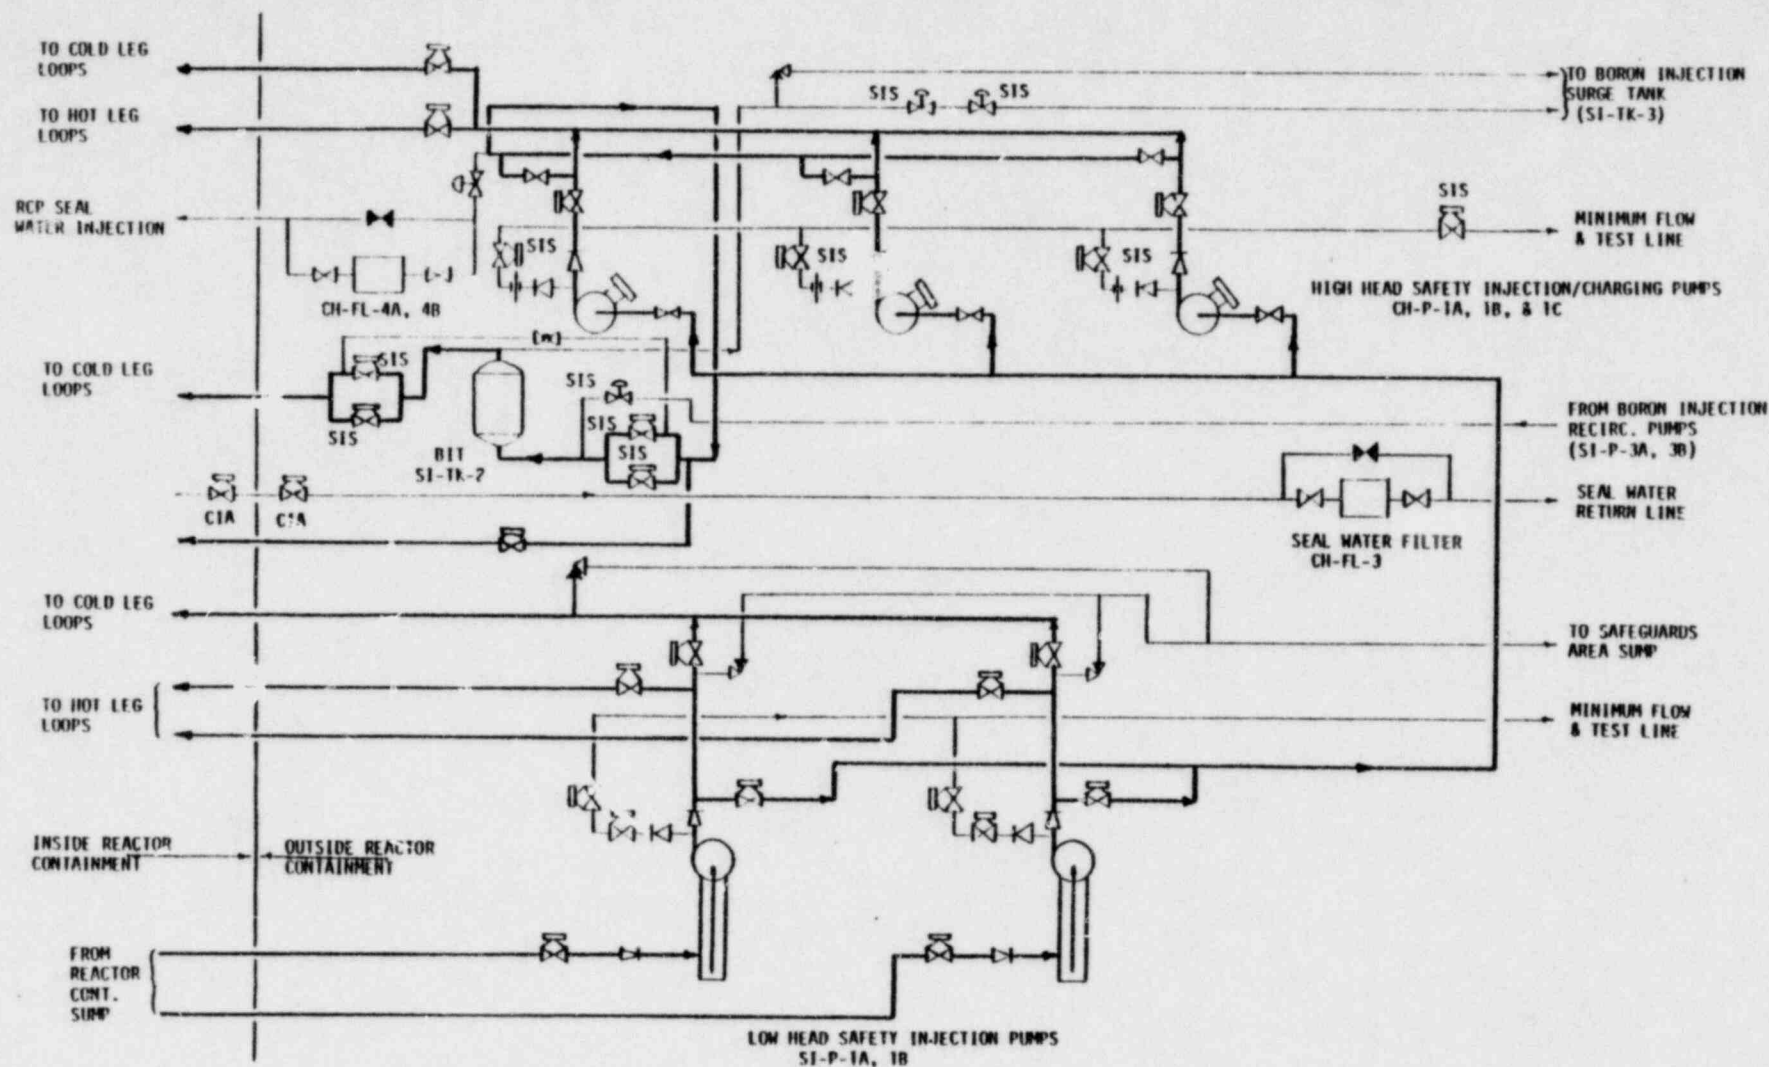 TO COLD LEG
LOOPS
TO HOT LEG
LOOPS
RCP SEAL
WATER INJECTION
CH-FL-4A, 4B
SIS
SIS
SIS
SIS
TO BORON INJECTION
SURGE TANK
(SI-TK-3)
SIS
SIS
MINIMUM FLOW
& TEST LINE
HIGH HEAD SAFETY INJECTION/CHARGING PUMPS
CH-P-1A, 1B, & 1C
TO COLD LEG
LOOPS
SIS
SIS
SIS
SIS
SIS
BIT
SI-TK-2
FROM BORON INJECTION
RECIRC. PUMPS
(SI-P-3A, 3B)
CIA
SEAL WATER
RETURN LINE
SEAL WATER FILTER
CH-FL-3
TO COLD LEG
LOOPS
TO SAFEGUARDS
AREA SUMP
TO HOT LEG
LOOPS
MINIMUM FLOW
& TEST LINE
INSIDE REACTOR
CONTAINMENT
OUTSIDE REACTOR
CONTAINMENT
FROM
REACTOR
CONT.
SUMP
LOW HEAD SAFETY INJECTION PUMPS
SI-P-1A, 1B